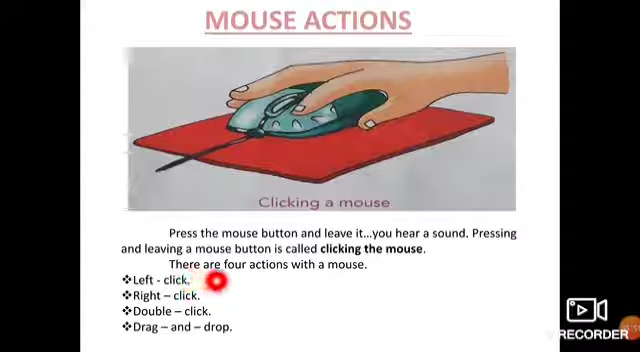 MOUSE ACTIONS
Clicking a mouse
Press the mouse button and leave it...you hear a sound. Pressing
and leaving a mouse button is called clicking the mouse.
There are four actions with a mouse.
❖Left - click.
❖Right – click.
❖Double – click.
❖Drag – and – drop.
RECORDER